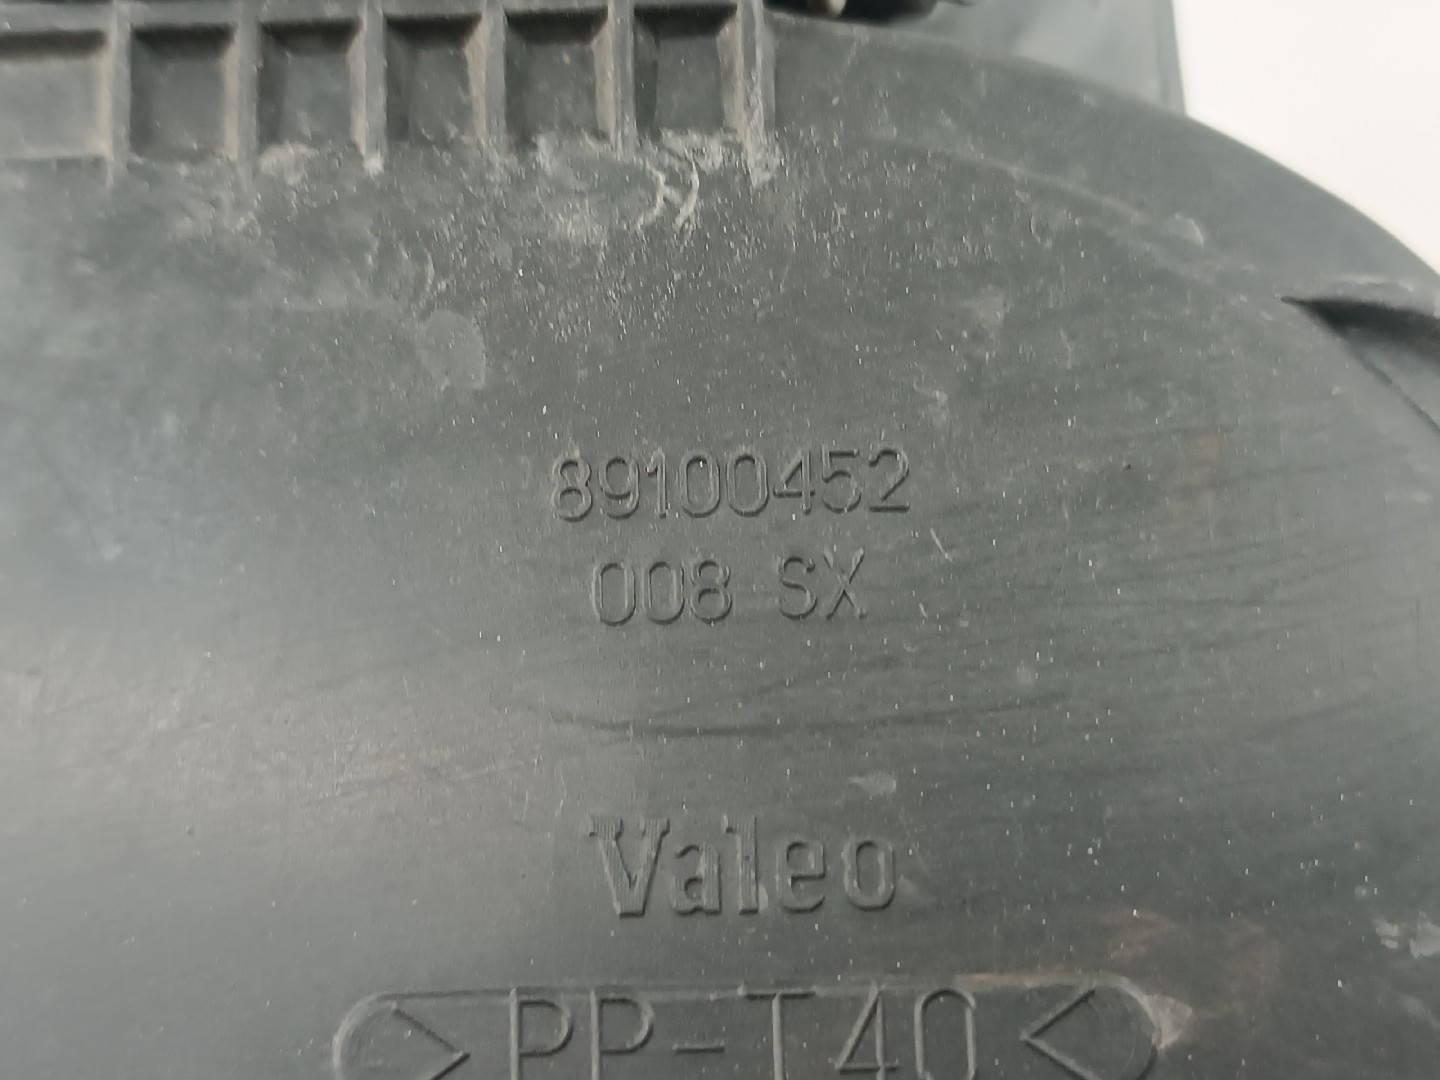 89100452
008 SX
Valeo
>PP-T40<